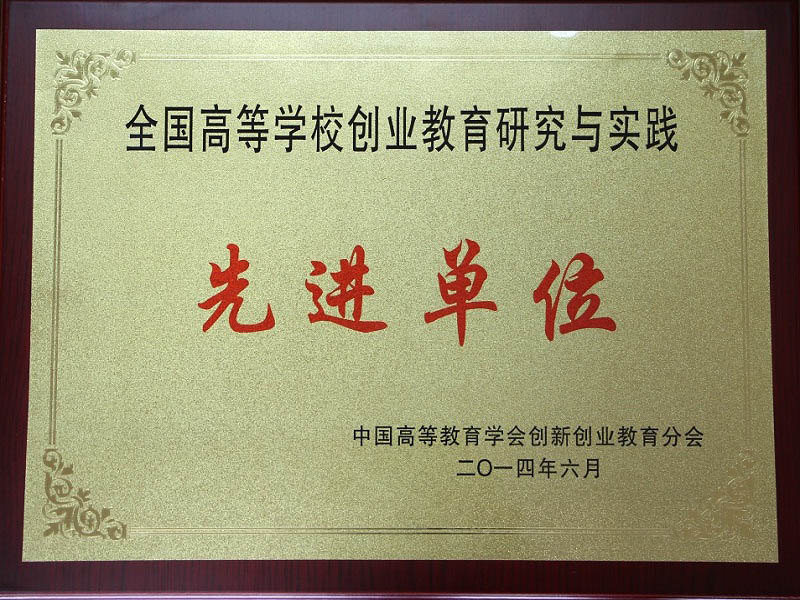 全国高等学校创业教育研究与实践
先进单位
中国高等教育学会创新创业教育分会
二〇一四年六月